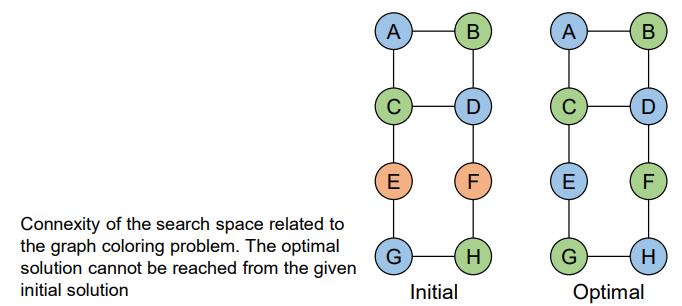 A B A B
C D C D
E F E F
Connexity of the search space related to
the graph coloring problem. The optimal
solution cannot be reached from the given
initial solution
G H G H
Initial Optimal